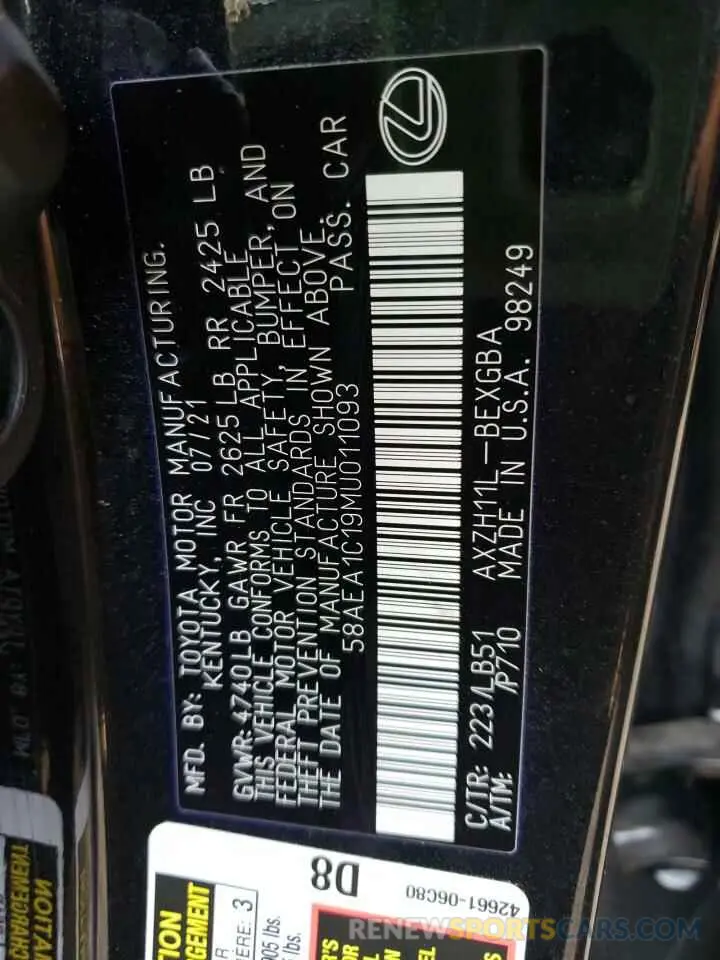 MFD. BY: TOYOTA MOTOR MANUFACTURING.
KENTUCKY, INC 07/21
GVWR: 4740LB GAWR FR 2625 LB RR 2425 LB
THIS VEHICLE CONFORMS TO ALL APPLICABLE
FEDERAL MOTOR VEHICLE SAFETY, BUMPER, AND
THEFT PREVENTION STANDARDS IN EFFECT ON
THE DATE OF MANUFACTURE SHOWN ABOVE.
58AEA1C19MU011093 PASS. CAR
C/TR: 223/LB51 AXZH11L-BEXGBA
A/TM: /P710 MADE IN U.S.A. 98249
D8
42661-06C80
3
RENEWSPORTSCARS.COM